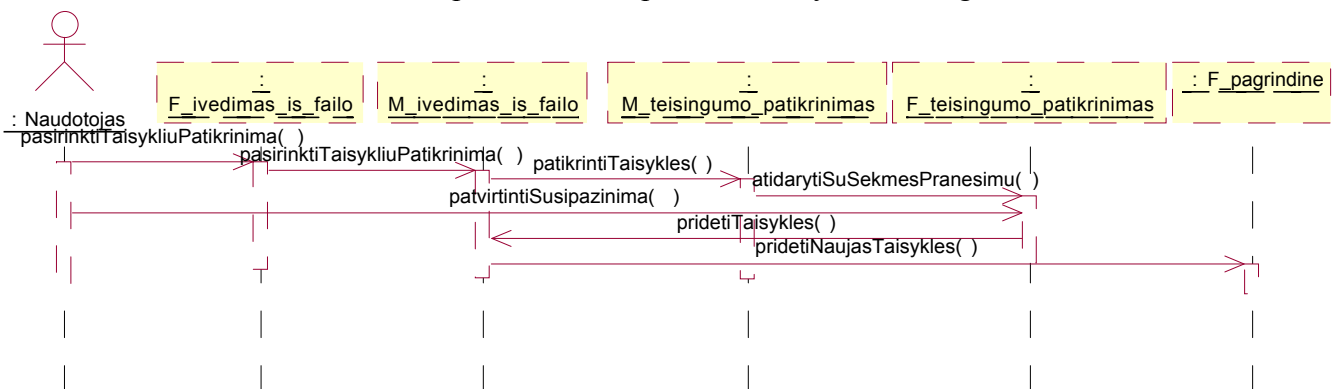 : Naudotojas
:
F_ivedimas_is_failo
:
M_ivedimas_is_failo
:
M_teisingumo_patikrinimas
:
F_teisingumo_patikrinimas
: F_pagrindine
pasirinktiTaisykliuPatikrinima( )
pasirinktiTaisykliuPatikrinima( )
patikrintiTaisykles( )
atidarytiSuSekmesPranesimu( )
patvirtintiSusipazinima( )
pridetiTaisykles( )
pridetiNaujasTaisykles( )